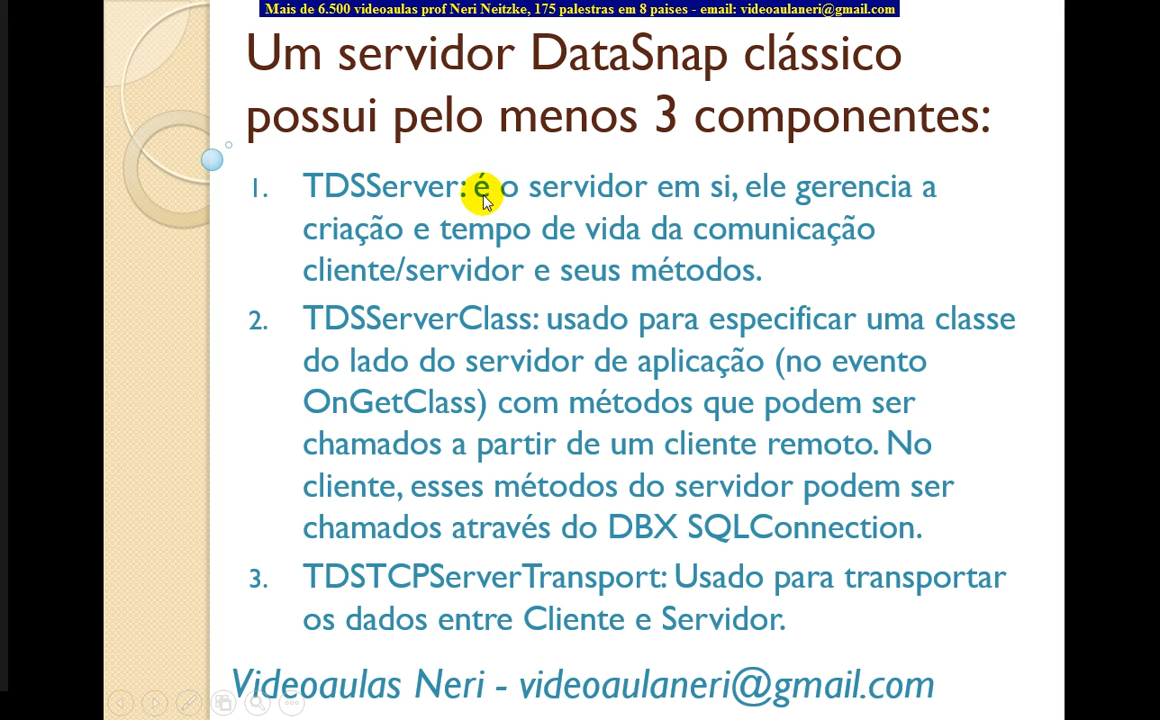 Mais de 6.500 videoaulas prof Neri Neitzke, 175 palestras em 8 paises - email: videoaulaneri@gmail.com
Um servidor DataSnap clássico
possui pelo menos 3 componentes:
1. TDSServer: é o servidor em si, ele gerencia a
criação e tempo de vida da comunicação
cliente/servidor e seus métodos.
2. TDSServerClass: usado para especificar uma classe
do lado do servidor de aplicação (no evento
OnGetClass) com métodos que podem ser
chamados a partir de um cliente remoto. No
cliente, esses métodos do servidor podem ser
chamados através do DBX SQLConnection.
3. TDSTCPServerTransport: Usado para transportar
os dados entre Cliente e Servidor.
Videoaulas Neri - videoaulaneri@gmail.com